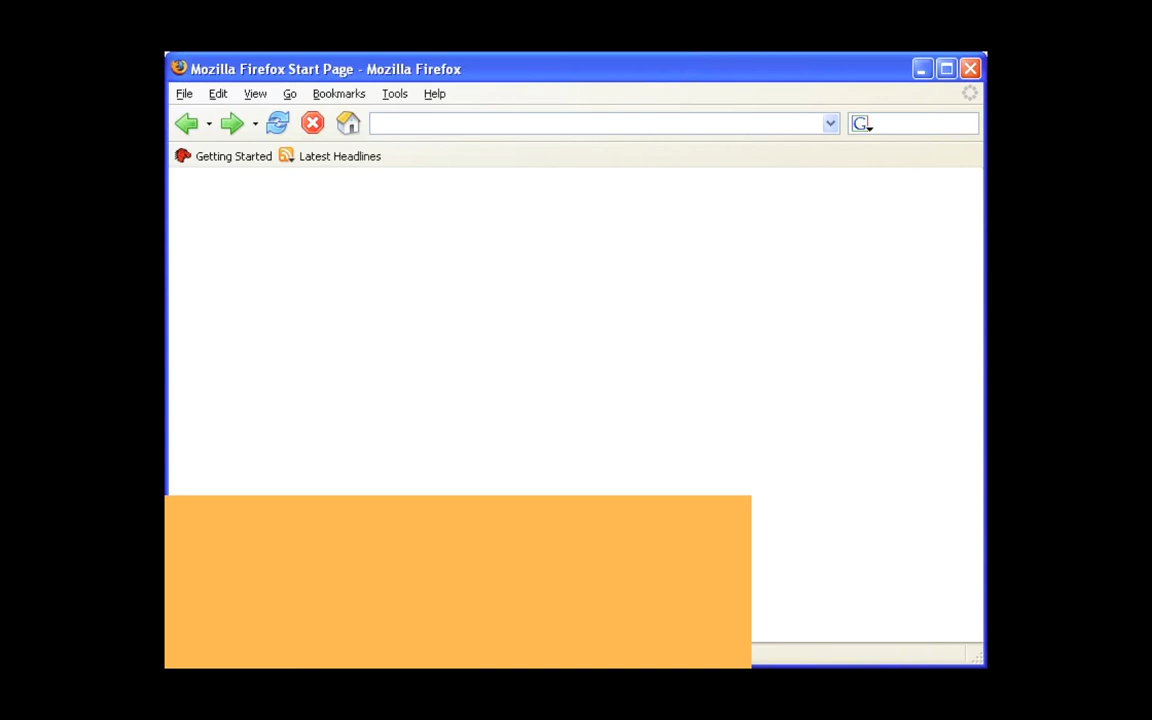 Mozilla Firefox Start Page - Mozilla Firefox
File Edit View Go Bookmarks Tools Help
G
Getting Started Latest Headlines